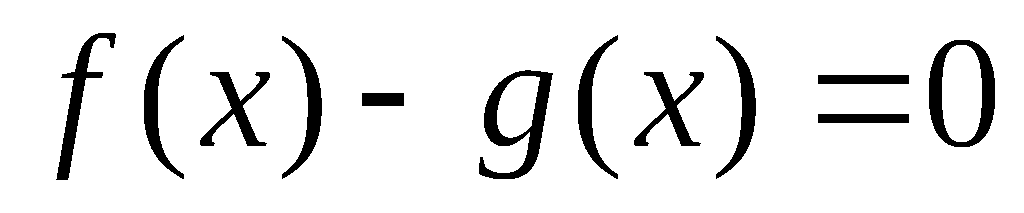 f(x) - g(x) =0